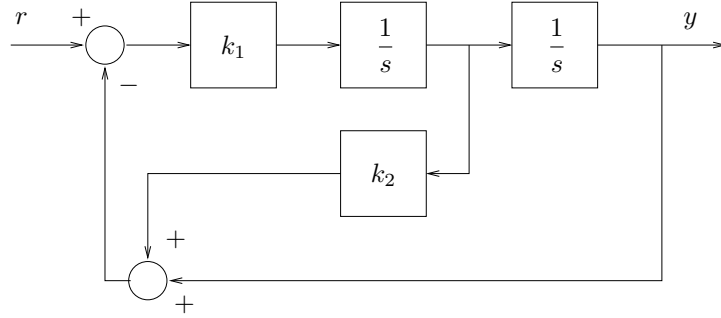 r
+
k₁
1/s
1/s
y
−
k₂
+
+